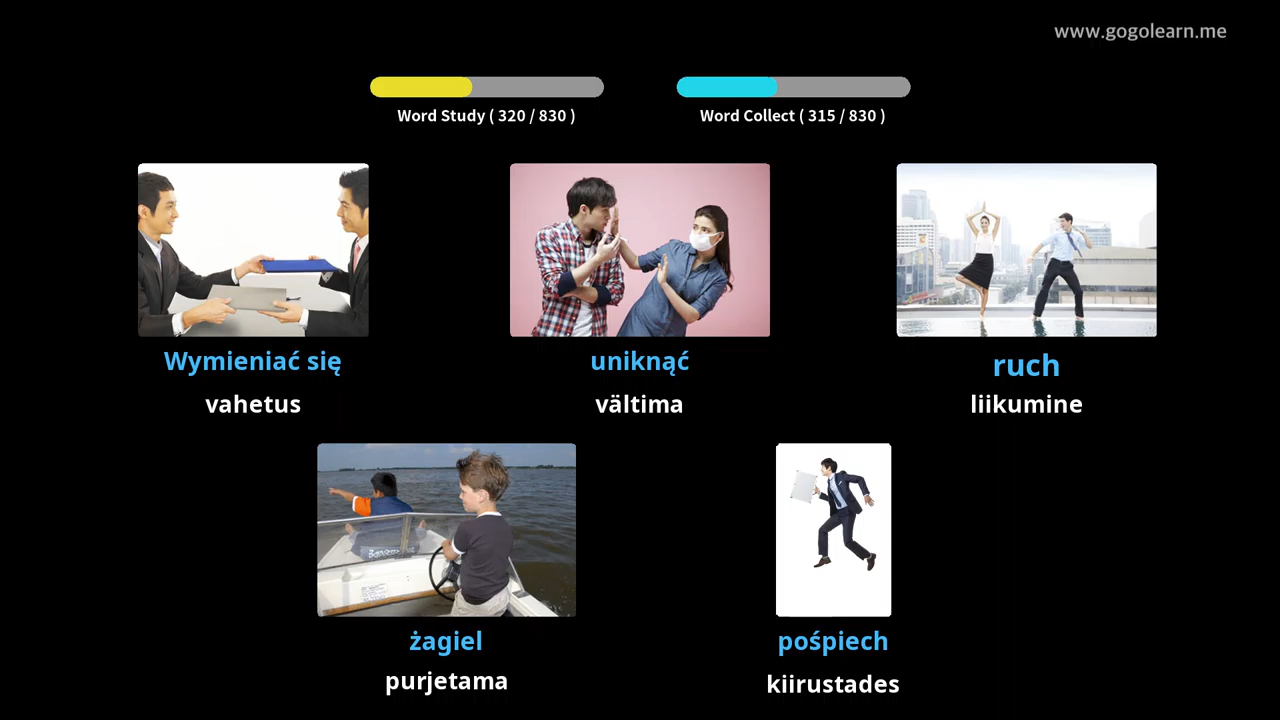 www.gogolearn.me
Word Study ( 320 / 830 )
Word Collect ( 315 / 830 )
Wymieniać się
vahetus
uniknąć
vältima
ruch
liikumine
żagiel
purjetama
pośpiech
kiirustades